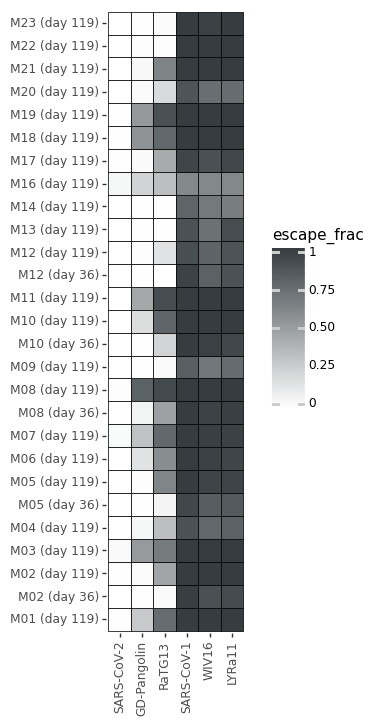 M23 (day 119)
M22 (day 119)
M21 (day 119)
M20 (day 119)
M19 (day 119)
M18 (day 119)
M17 (day 119)
M16 (day 119)
M14 (day 119)
M13 (day 119)
M12 (day 119)
M12 (day 36)
M11 (day 119)
M10 (day 119)
M10 (day 36)
M09 (day 119)
M08 (day 119)
M08 (day 36)
M07 (day 119)
M06 (day 119)
M05 (day 119)
M05 (day 36)
M04 (day 119)
M03 (day 119)
M02 (day 119)
M02 (day 36)
M01 (day 119)
SARS-CoV-2
GD-Pangolin
RaTG13
SARS-CoV-1
WIV16
LYRa11
escape_frac
1
0.75
0.50
0.25
0